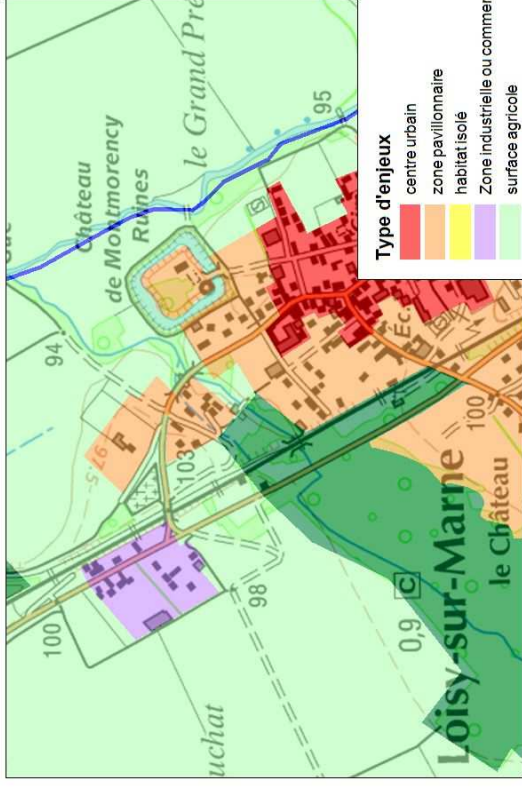 le Grand Pré
95
Château
de Montmorency
Ruines
94
97.5
103
100
98
0,9
C
Éc.
100
Loisy-sur-Marne
le Château
uchat
Type d'enjeux
centre urbain
zone pavillonnaire
habitat isolé
Zone industrielle ou commer
surface agricole